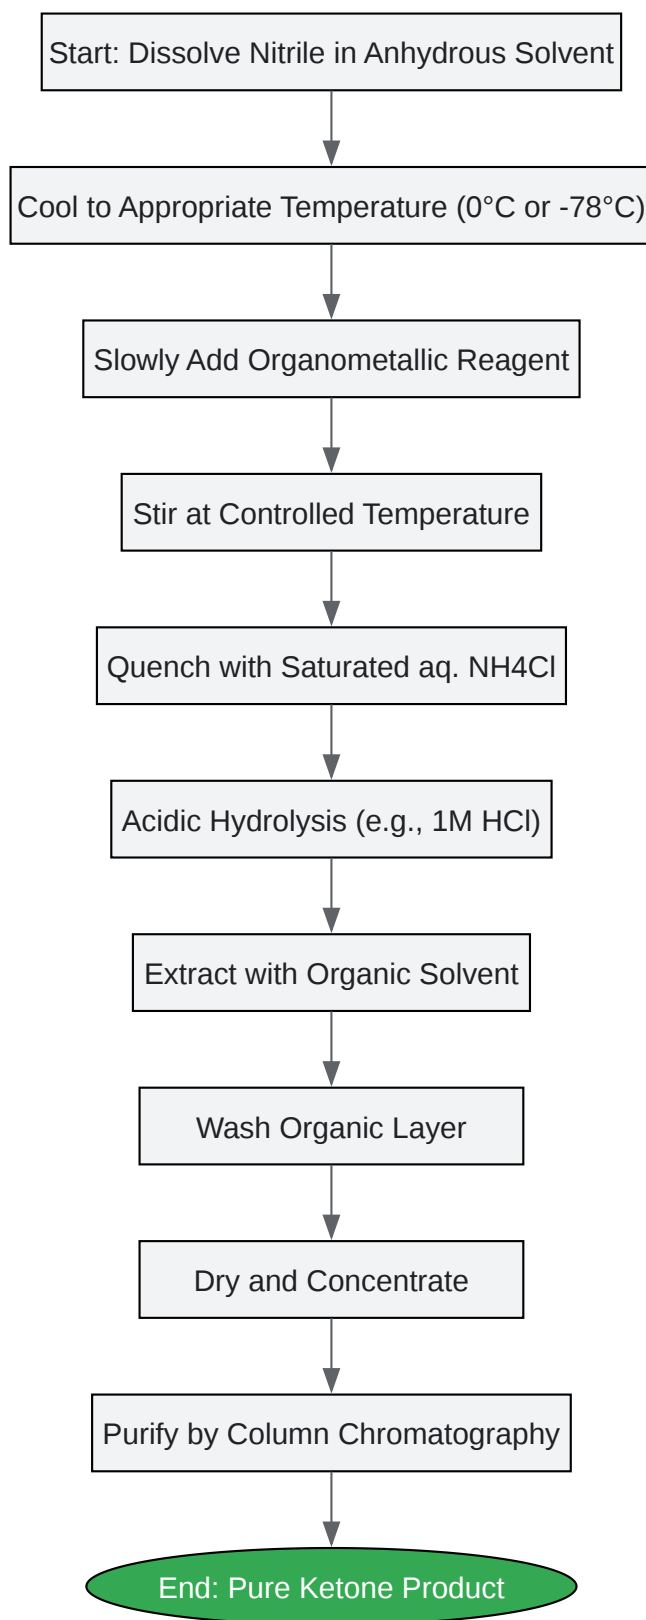 Start: Dissolve Nitrile in Anhydrous Solvent
Cool to Appropriate Temperature (0°C or -78°C)
Slowly Add Organometallic Reagent
Stir at Controlled Temperature
Quench with Saturated aq. NH4Cl
Acidic Hydrolysis (e.g., 1M HCl)
Extract with Organic Solvent
Wash Organic Layer
Dry and Concentrate
Purify by Column Chromatography
End: Pure Ketone Product